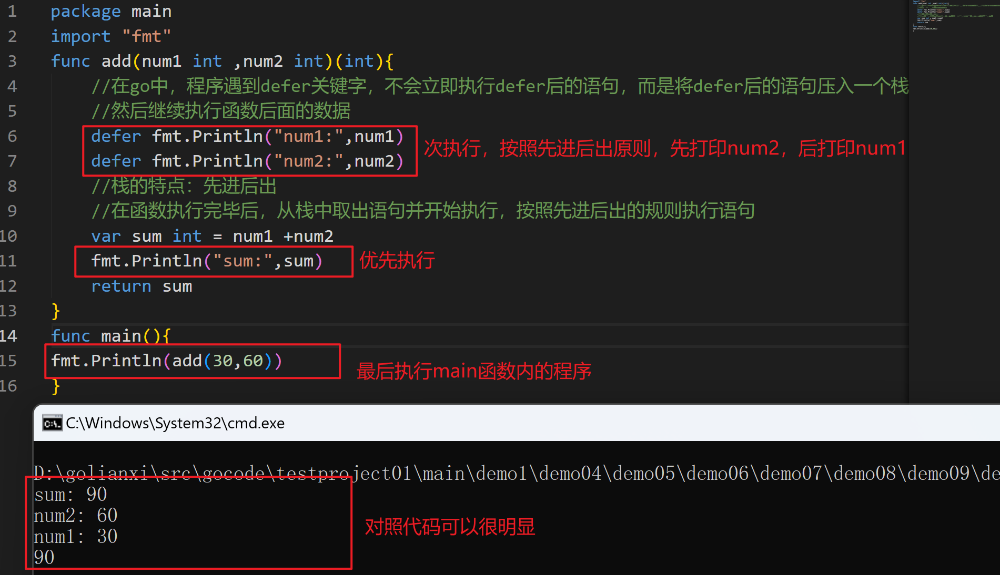 1 package main
2 import "fmt"
3 func add(num1 int ,num2 int)(int){
4 //在go中，程序遇到defer关键字，不会立即执行defer后的语句，而是将defer后的语句压入一个栈
5 //然后继续执行函数后面的数据
6 defer fmt.Println("num1:",num1)
次执行，按照先进后出原则，先打印num2，后打印num1
7 defer fmt.Println("num2:",num2)
8 //栈的特点：先进后出
9 //在函数执行完毕后，从栈中取出语句并开始执行，按照先进后出的规则执行语句
10 var sum int = num1 +num2
11 fmt.Println("sum:",sum) 优先执行
12 return sum
13 }
14 func main(){
15 fmt.Println(add(30,60))
最后执行main函数内的程序
16 }
C:\Windows\System32\cmd.exe
D:\golianxi\src\gocode\testproject01\main\demo1\demo04\demo05\demo06\demo07\demo08\demo09\de
sum: 90
num2: 60
对照代码可以很明显
num1: 30
90